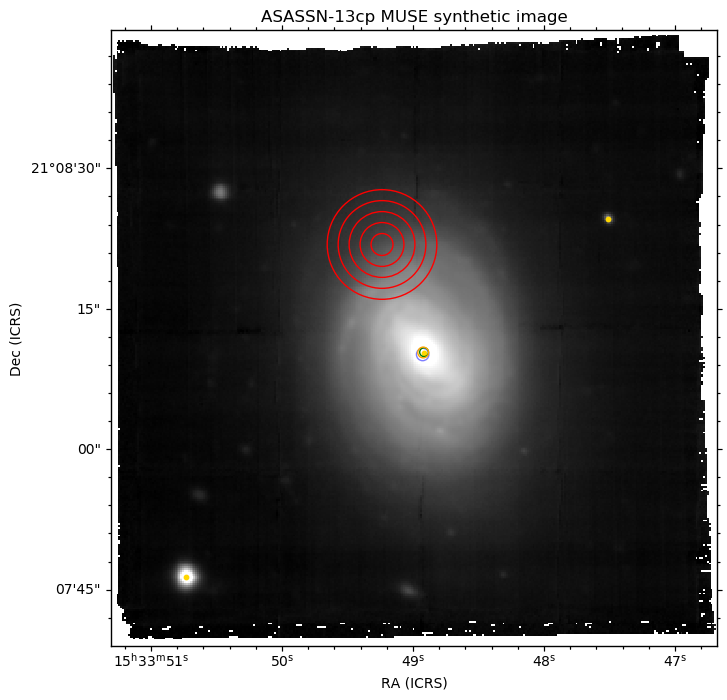 ASASSN-13cp MUSE synthetic image
21°08'30"
15"
00"
07'45"
Dec (ICRS)
15ʰ33ᵐ51ˢ
50ˢ
49ˢ
48ˢ
47ˢ
RA (ICRS)